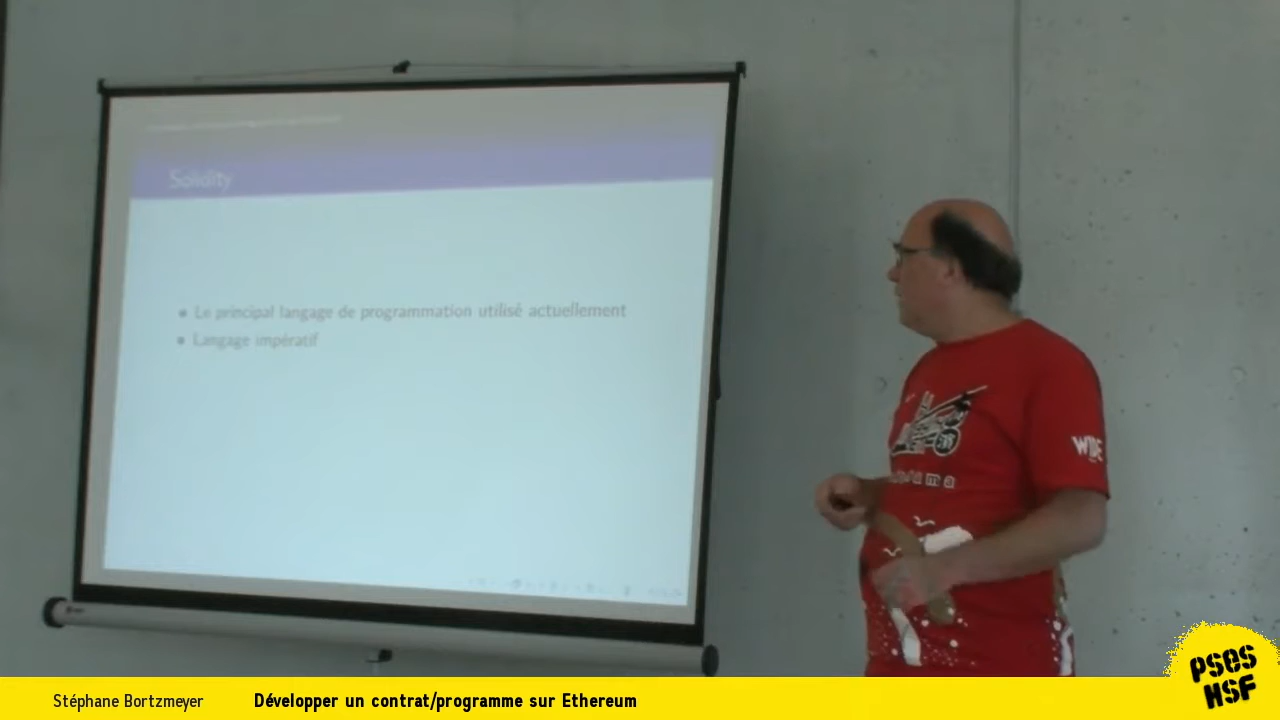 Solidity
Le principal langage de programmation utilisé actuellement
Langage impératif
WIDE
Stéphane Bortzmeyer
Développer un contrat/programme sur Ethereum
PSES
HSF